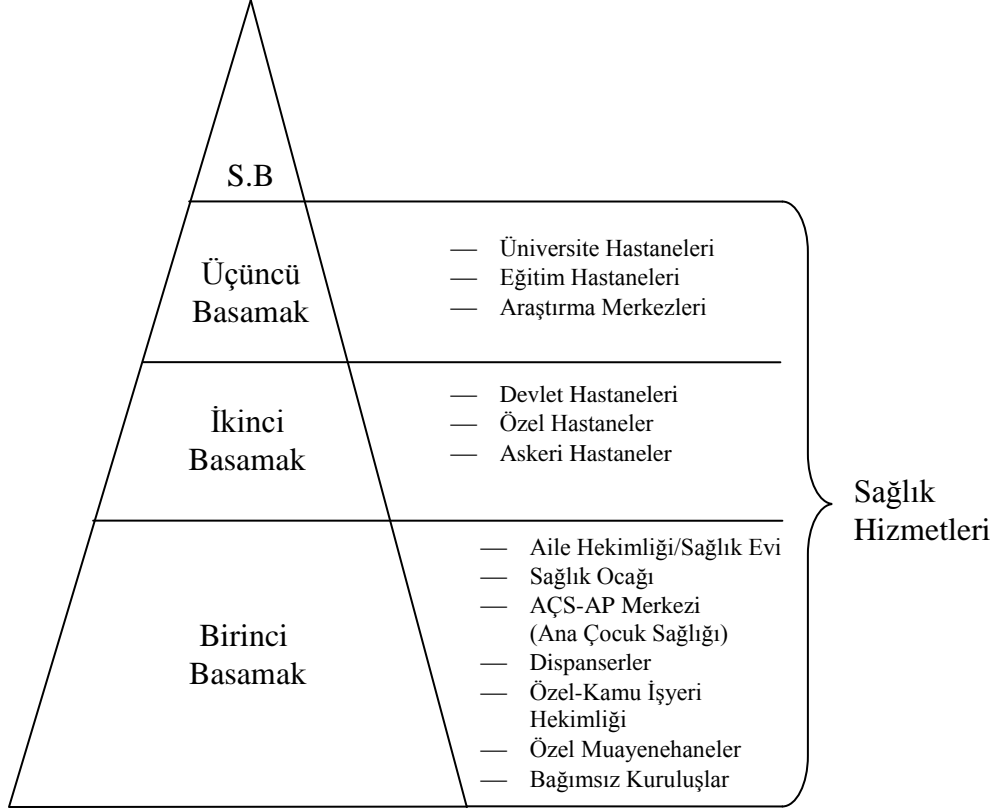 S.B
Üçüncü
Basamak
— Üniversite Hastaneleri
— Eğitim Hastaneleri
— Araştırma Merkezleri
İkinci
Basamak
— Devlet Hastaneleri
— Özel Hastaneler
— Askeri Hastaneler
Birinci
Basamak
— Aile Hekimliği/Sağlık Evi
— Sağlık Ocağı
— AÇS-AP Merkezi
(Ana Çocuk Sağlığı)
— Dispanserler
— Özel-Kamu İşyeri
Hekimliği
— Özel Muayenehaneler
— Bağımsız Kuruluşlar
Sağlık
Hizmetleri